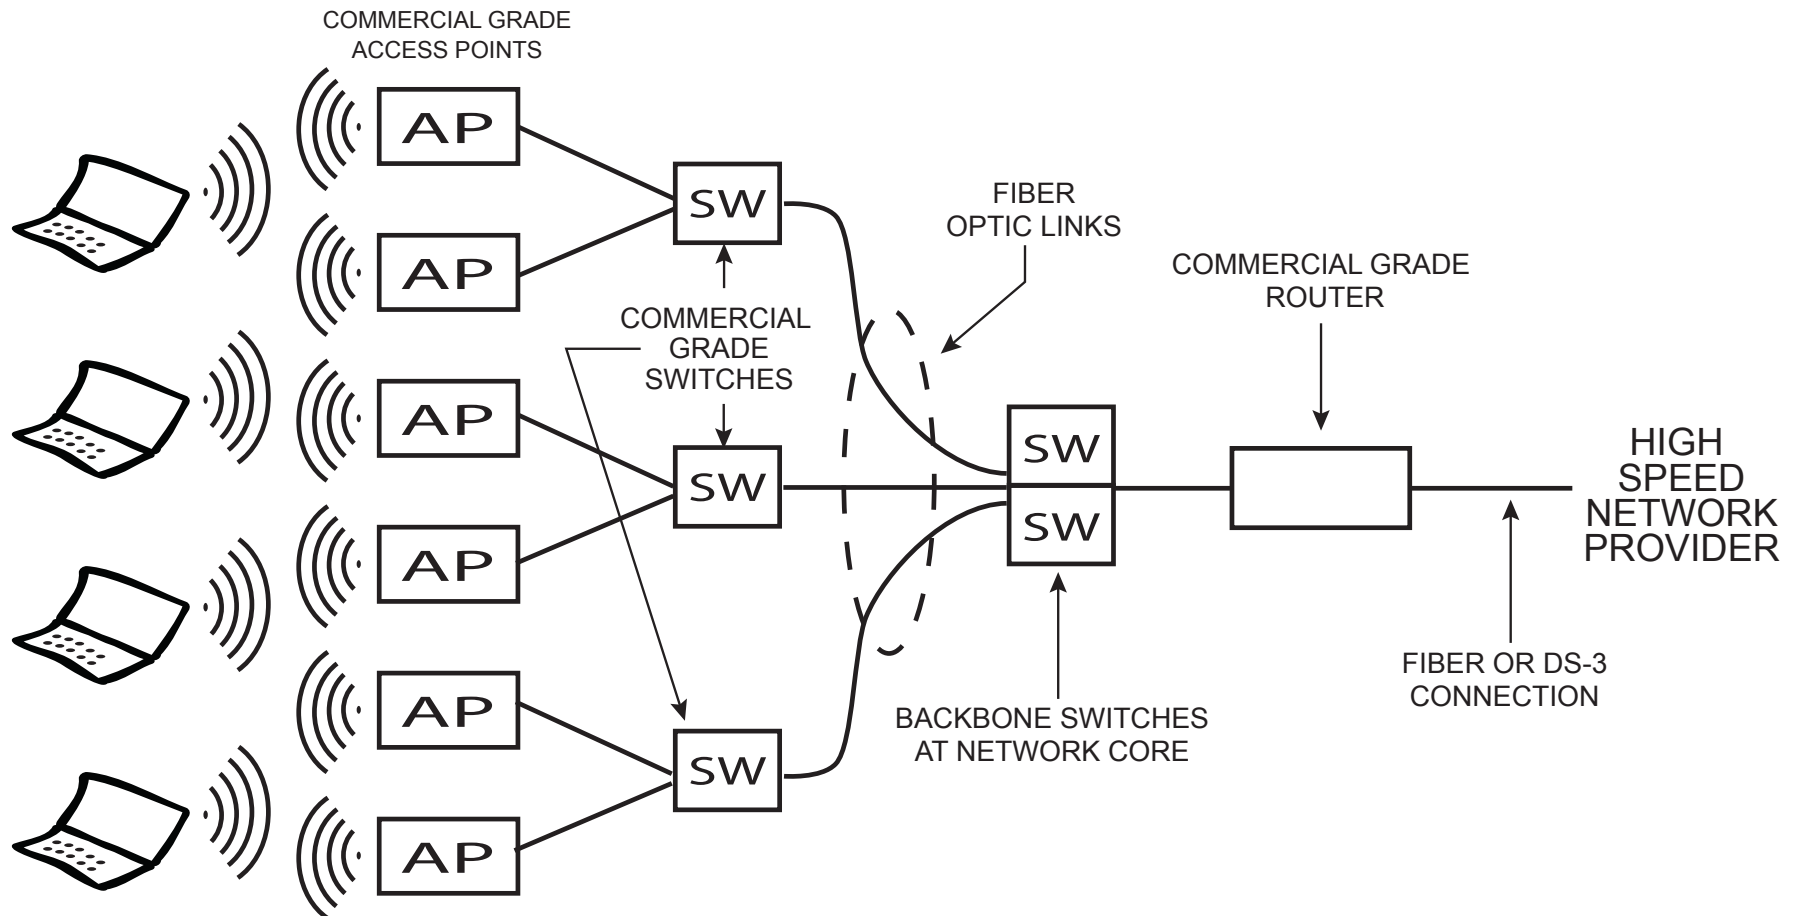 COMMERCIAL GRADE
ACCESS POINTS
AP
AP
AP
AP
AP
AP
SW
SW
SW
COMMERCIAL
GRADE
SWITCHES
FIBER
OPTIC LINKS
SW
SW
BACKBONE SWITCHES
AT NETWORK CORE
COMMERCIAL GRADE
ROUTER
FIBER OR DS-3
CONNECTION
HIGH
SPEED
NETWORK
PROVIDER